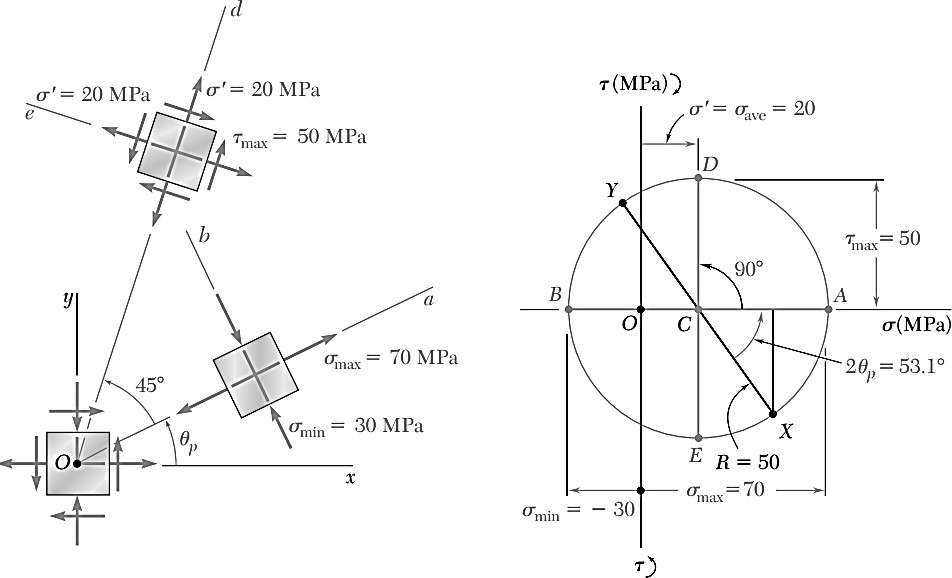 d
σ′ = 20 MPa
σ′ = 20 MPa
e
τmax = 50 MPa
b
a
y
σmax = 70 MPa
45°
σmin = 30 MPa
θp
O
x
τ(MPa)
σ′ = σave = 20
D
Y
τmax = 50
90°
B
A
O
C
σ(MPa)
2θp = 53.1°
X
E
R = 50
σmax = 70
σmin = − 30
τ